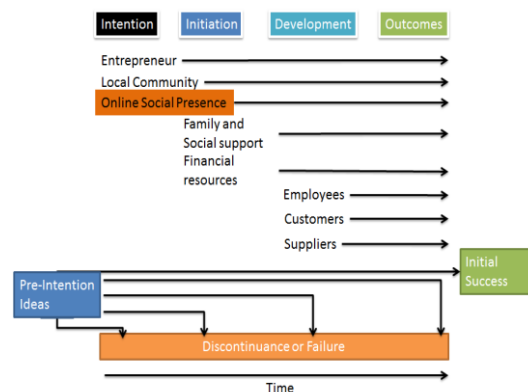 Intention
Initiation
Development
Outcomes
Entrepreneur
Local Community
Online Social Presence
Family and
Social support
Financial
resources
Employees
Customers
Suppliers
Initial
Success
Pre-Intention
Ideas
Discontinuance or Failure
Time